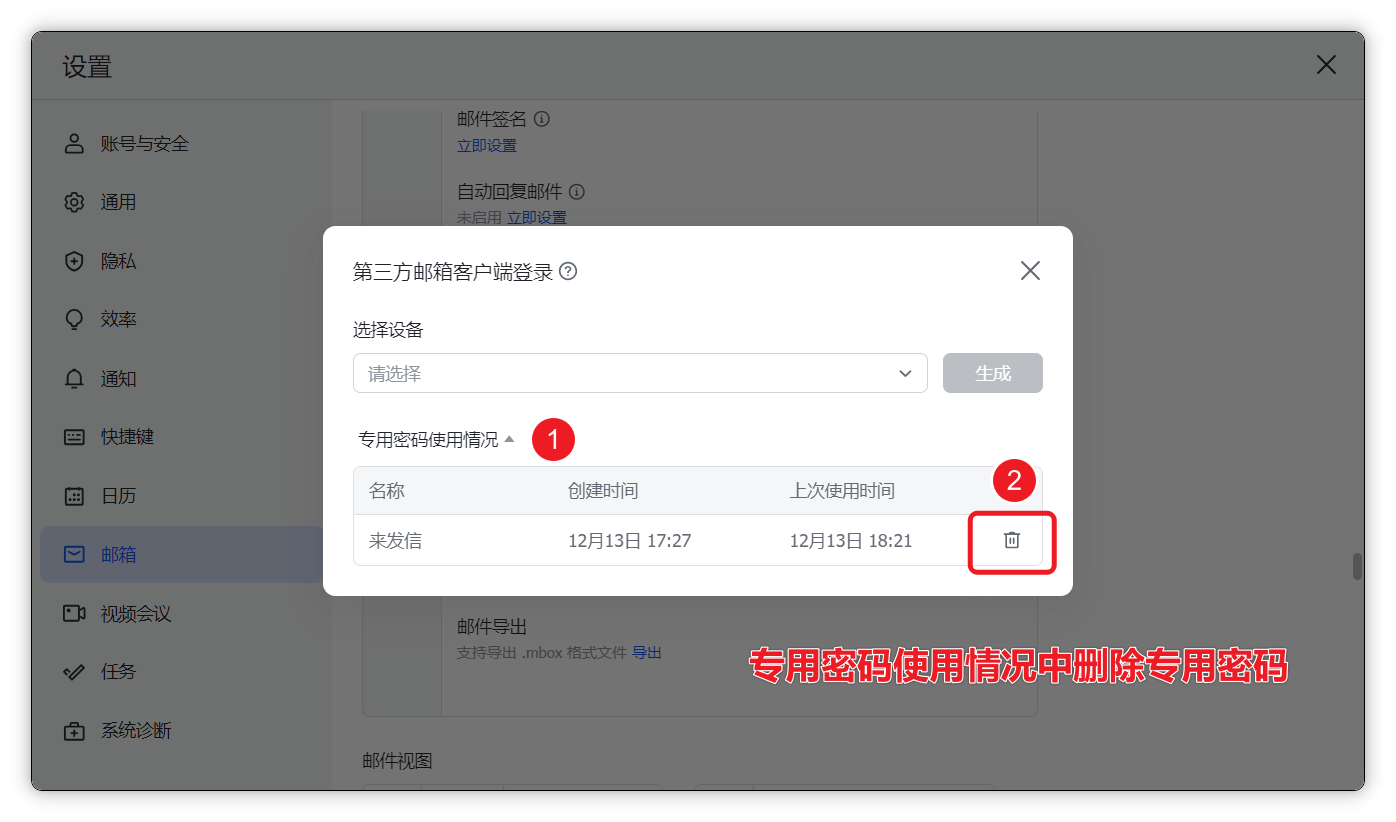 设置
账号与安全
通用
隐私
效率
通知
快捷键
日历
邮箱
视频会议
任务
系统诊断
邮件签名
立即设置
自动回复邮件
未启用 立即设置
第三方邮箱客户端登录
选择设备
请选择
生成
专用密码使用情况 1
名称 创建时间 上次使用时间 2
来发信 12月13日 17:27 12月13日 18:21
邮件导出
支持导出 .mbox 格式文件 导出
专用密码使用情况中删除专用密码
邮件视图